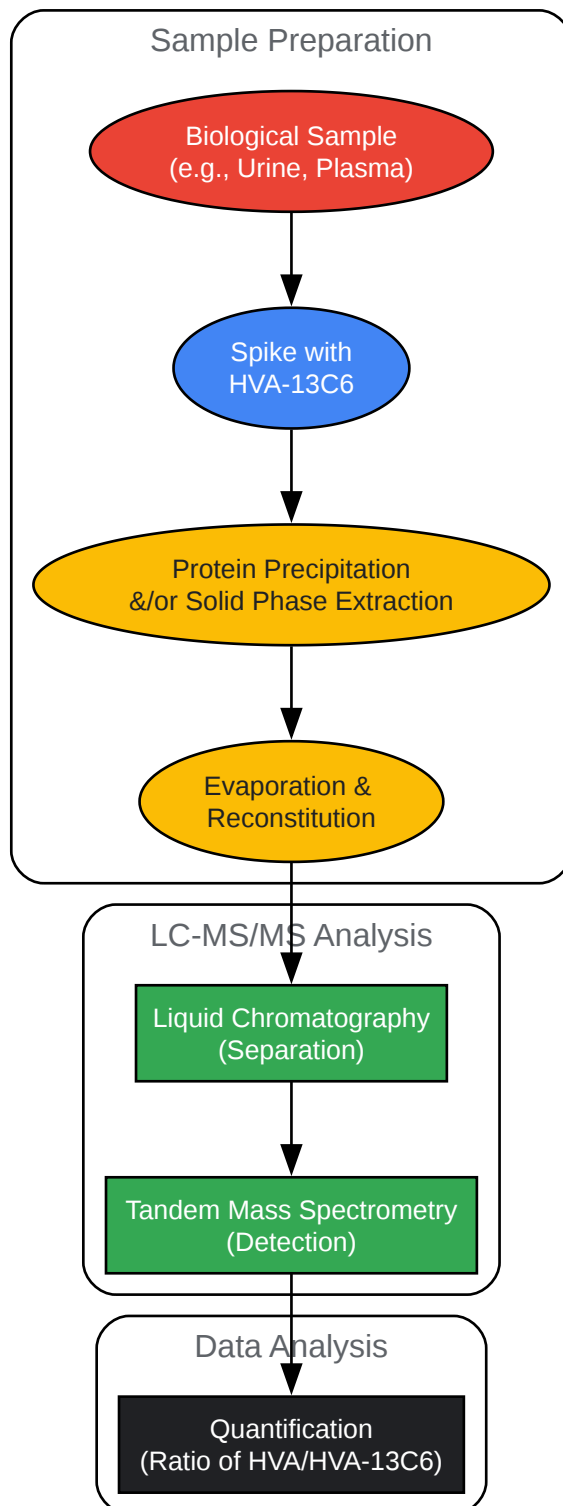 Sample Preparation
Biological Sample
(e.g., Urine, Plasma)
Spike with
HVA-13C6
Protein Precipitation
&/or Solid Phase Extraction
Evaporation &
Reconstitution
LC-MS/MS Analysis
Liquid Chromatography
(Separation)
Tandem Mass Spectrometry
(Detection)
Data Analysis
Quantification
(Ratio of HVA/HVA-13C6)